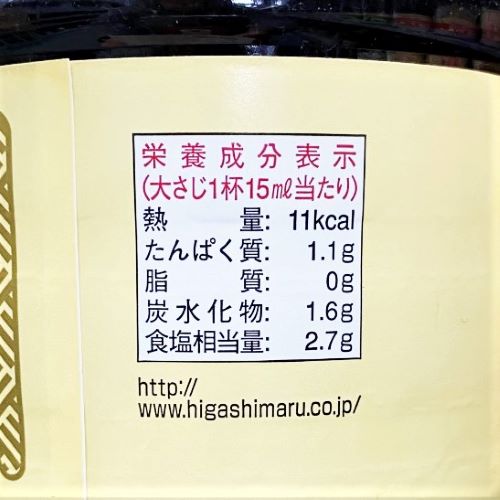 栄養成分表示
(大さじ1杯15㎖当たり)
熱量: 11kcal
たんぱく質: 1.1g
脂質: 0g
炭水化物: 1.6g
食塩相当量: 2.7g
http://
www.higashimaru.co.jp/